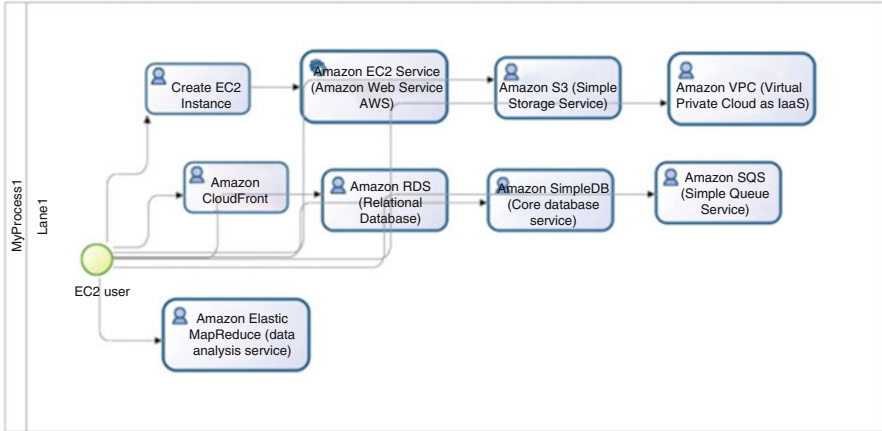 MyProcess1
Lane1
Create EC2
Instance
Amazon EC2 Service
(Amazon Web Service
AWS)
Amazon S3 (Simple
Storage Service)
Amazon VPC (Virtual
Private Cloud as IaaS)
Amazon
CloudFront
Amazon RDS
(Relational
Database)
Amazon SimpleDB
(Core database
service)
Amazon SQS
(Simple Queue
Service)
EC2 user
Amazon Elastic
MapReduce (data
analysis service)